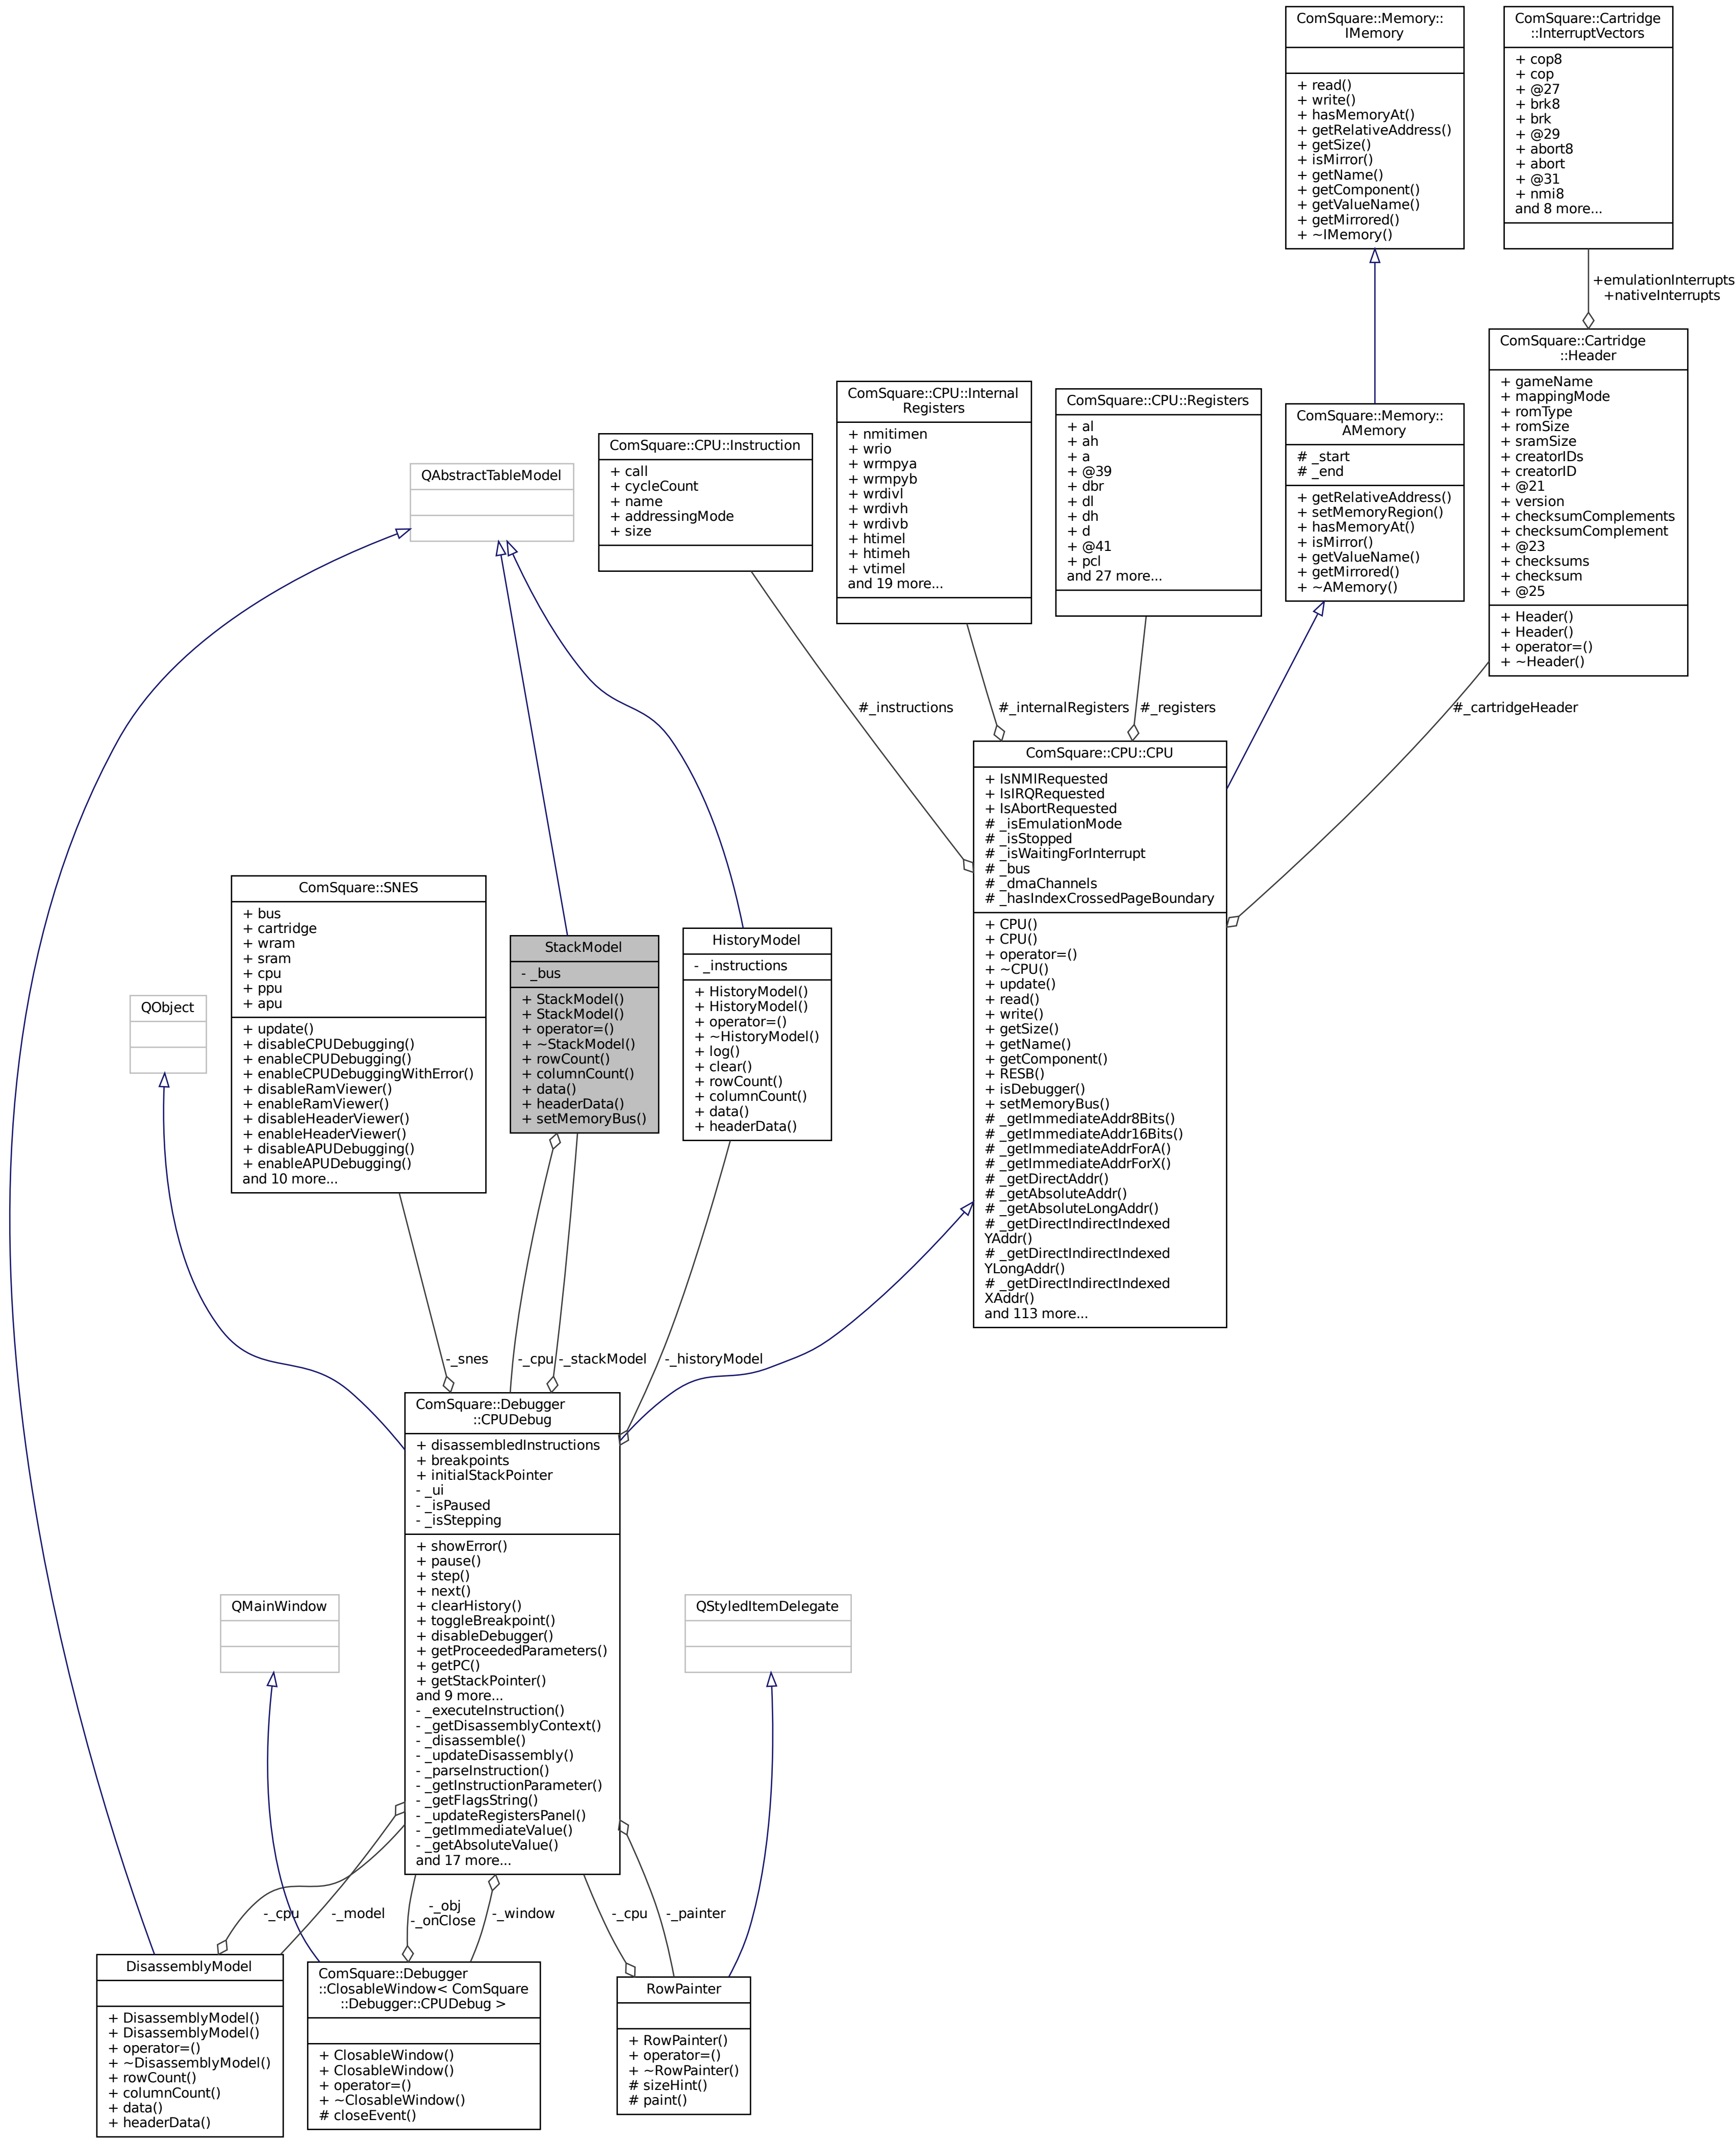 ComSquare::Memory::
IMemory
+ read()
+ write()
+ hasMemoryAt()
+ getRelativeAddress()
+ getSize()
+ isMirror()
+ getName()
+ getComponent()
+ getValueName()
+ getMirrored()
+ ~IMemory()
ComSquare::Cartridge
::InterruptVectors
+ cop8
+ cop
+ @27
+ brk8
+ brk
+ @29
+ abort8
+ abort
+ @31
+ nmi8
and 8 more...
+emulationInterrupts
+nativeInterrupts
ComSquare::Cartridge
::Header
+ gameName
+ mappingMode
+ romType
+ romSize
+ sramSize
+ creatorIDs
+ creatorID
+ @21
+ version
+ checksumComplements
+ checksumComplement
+ @23
+ checksums
+ checksum
+ @25
+ Header()
+ Header()
+ operator=()
+ ~Header()
ComSquare::Memory::
AMemory
# _start
# _end
+ getRelativeAddress()
+ setMemoryRegion()
+ hasMemoryAt()
+ isMirror()
+ getValueName()
+ getMirrored()
+ ~AMemory()
ComSquare::CPU::Registers
+ al
+ ah
+ a
+ @39
+ dbr
+ dl
+ dh
+ d
+ @41
+ pcl
and 27 more...
ComSquare::CPU::Internal
Registers
+ nmitimen
+ wrio
+ wrmpya
+ wrmpyb
+ wrdivl
+ wrdivh
+ wrdivb
+ htimel
+ htimeh
+ vtimel
and 19 more...
ComSquare::CPU::Instruction
+ call
+ cycleCount
+ name
+ addressingMode
+ size
QAbstractTableModel
#_instructions
#_internalRegisters
#_registers
#_cartridgeHeader
ComSquare::CPU::CPU
+ IsNMIRequested
+ IsIRQRequested
+ IsAbortRequested
# _isEmulationMode
# _isStopped
# _isWaitingForInterrupt
# _bus
# _dmaChannels
# _hasIndexCrossedPageBoundary
+ CPU()
+ CPU()
+ operator=()
+ ~CPU()
+ update()
+ read()
+ write()
+ getSize()
+ getName()
+ getComponent()
+ RESB()
+ isDebugger()
+ setMemoryBus()
# _getImmediateAddr8Bits()
# _getImmediateAddr16Bits()
# _getImmediateAddrForA()
# _getImmediateAddrForX()
# _getDirectAddr()
# _getAbsoluteAddr()
# _getAbsoluteLongAddr()
# _getDirectIndirectIndexed
YAddr()
# _getDirectIndirectIndexed
YLongAddr()
# _getDirectIndirectIndexed
XAddr()
and 113 more...
ComSquare::SNES
+ bus
+ cartridge
+ wram
+ sram
+ cpu
+ ppu
+ apu
+ update()
+ disableCPUDebugging()
+ enableCPUDebugging()
+ enableCPUDebuggingWithError()
+ disableRamViewer()
+ enableRamViewer()
+ disableHeaderViewer()
+ enableHeaderViewer()
+ disableAPUDebugging()
+ enableAPUDebugging()
and 10 more...
StackModel
- _bus
+ StackModel()
+ StackModel()
+ operator=()
+ ~StackModel()
+ rowCount()
+ columnCount()
+ data()
+ headerData()
+ setMemoryBus()
HistoryModel
- _instructions
+ HistoryModel()
+ HistoryModel()
+ operator=()
+ ~HistoryModel()
+ log()
+ clear()
+ rowCount()
+ columnCount()
+ data()
+ headerData()
QObject
-_snes
-_cpu
-_stackModel
-_historyModel
ComSquare::Debugger
::CPUDebug
+ disassembledInstructions
+ breakpoints
+ initialStackPointer
- _ui
- _isPaused
- _isStepping
+ showError()
+ pause()
+ step()
+ next()
+ clearHistory()
+ toggleBreakpoint()
+ disableDebugger()
+ getProceededParameters()
+ getPC()
+ getStackPointer()
and 9 more...
- _executeInstruction()
- _getDisassemblyContext()
- _disassemble()
- _updateDisassembly()
- _parseInstruction()
- _getInstructionParameter()
- _getFlagsString()
- _updateRegistersPanel()
- _getImmediateValue()
- _getAbsoluteValue()
and 17 more...
QMainWindow
QStyledItemDelegate
-_cpu
-_model
-_obj
-_onClose
-_window
-_cpu
-_painter
DisassemblyModel
+ DisassemblyModel()
+ DisassemblyModel()
+ operator=()
+ ~DisassemblyModel()
+ rowCount()
+ columnCount()
+ data()
+ headerData()
ComSquare::Debugger
::ClosableWindow< ComSquare
::Debugger::CPUDebug >
+ ClosableWindow()
+ ClosableWindow()
+ operator=()
+ ~ClosableWindow()
# closeEvent()
RowPainter
+ RowPainter()
+ operator=()
+ ~RowPainter()
# sizeHint()
# paint()